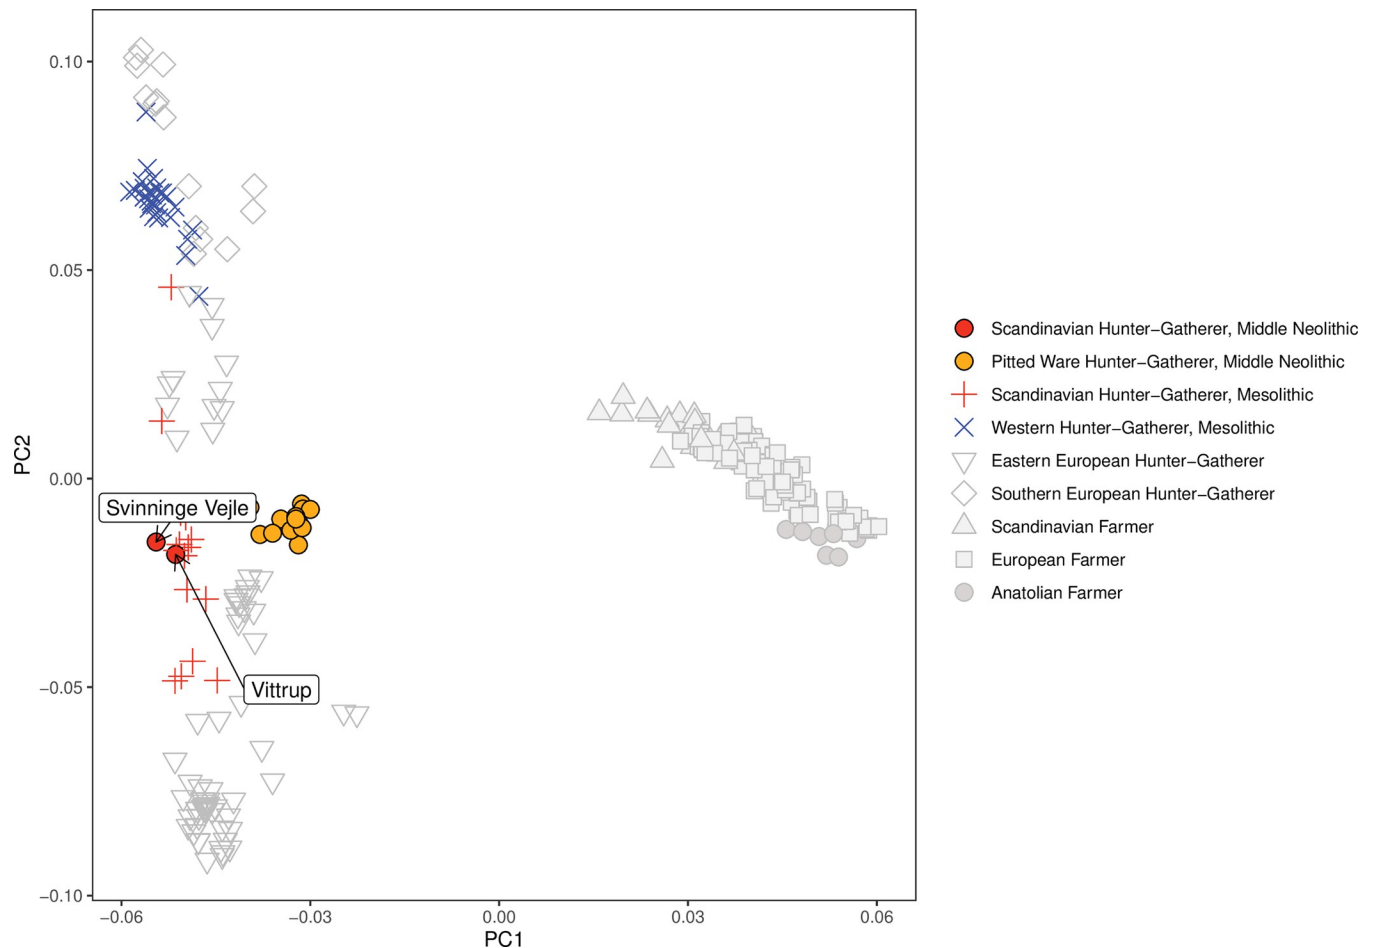 0.10
0.05
0.00
−0.05
−0.10
PC2
Svinninge Vejle
Vittrup
−0.06
−0.03
0.00
0.03
0.06
PC1
Scandinavian Hunter−Gatherer, Middle Neolithic
Pitted Ware Hunter−Gatherer, Middle Neolithic
Scandinavian Hunter−Gatherer, Mesolithic
Western Hunter−Gatherer, Mesolithic
Eastern European Hunter−Gatherer
Southern European Hunter−Gatherer
Scandinavian Farmer
European Farmer
Anatolian Farmer